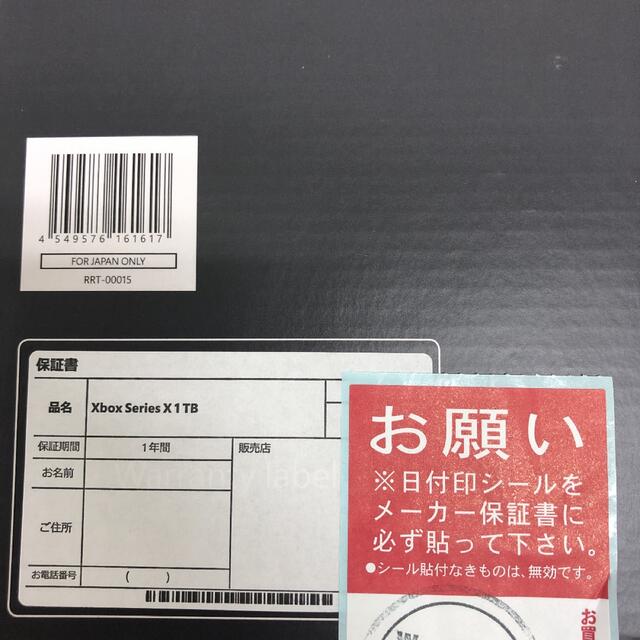 4 549576 161617
FOR JAPAN ONLY
RRT-00015
保証書
品名
Xbox Series X 1 TB
保証期間
1年間
販売店
お名前
Warranty label
ご住所
お電話番号
( )
お願い
※日付印シールを
メーカー保証書に
必ず貼って下さい。
●シール貼付なきものは、無効です。
お買